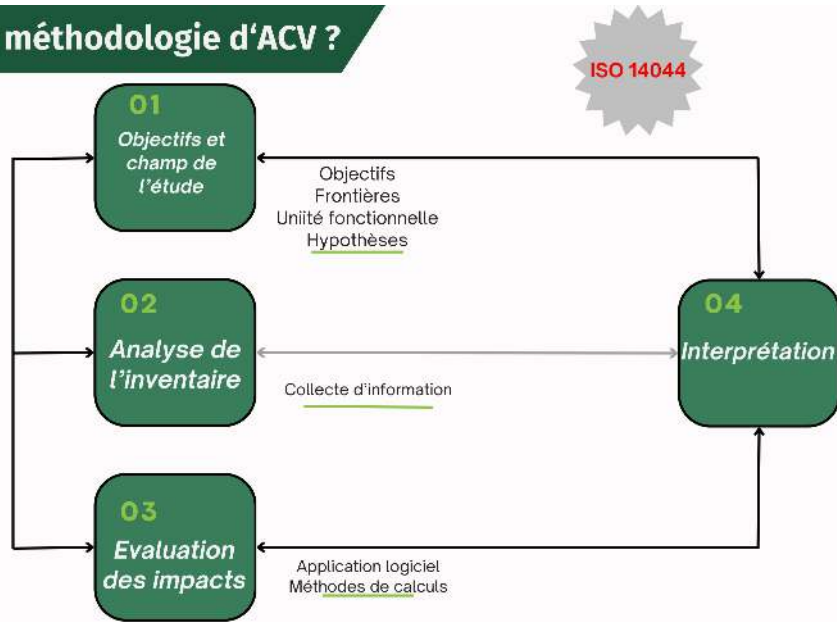 méthodologie d'ACV ?
ISO 14044
01
Objectifs et
champ de
l'étude
Objectifs
Frontières
Uniité fonctionnelle
Hypothèses
02
Analyse de
l'inventaire
Collecte d'information
04
Interprétation
03
Evaluation
des impacts
Application logiciel
Méthodes de calculs